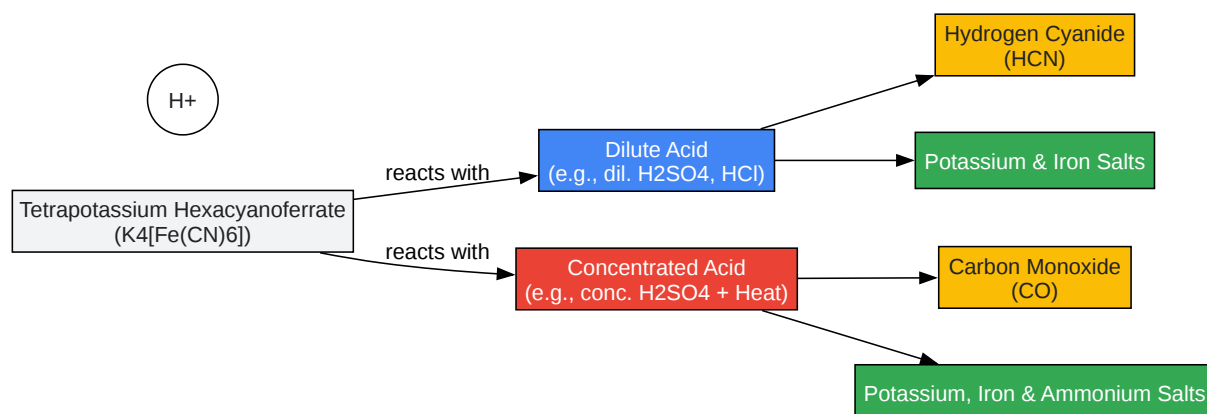 H+
Tetrapotassium Hexacyanoferrate
(K4[Fe(CN)6])
reacts with
reacts with
Dilute Acid
(e.g., dil. H2SO4, HCl)
Concentrated Acid
(e.g., conc. H2SO4 + Heat)
Hydrogen Cyanide
(HCN)
Potassium & Iron Salts
Carbon Monoxide
(CO)
Potassium, Iron & Ammonium Salts